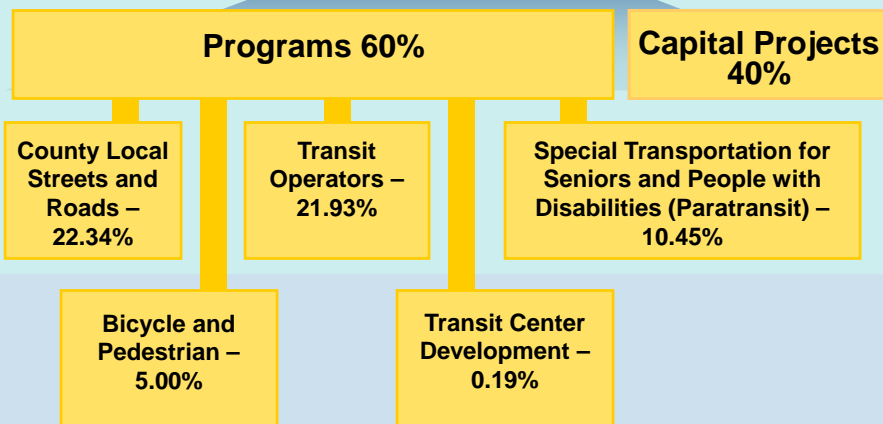 Programs 60%
Capital Projects
40%
County Local
Streets and
Roads –
22.34%
Transit
Operators –
21.93%
Special Transportation for
Seniors and People with
Disabilities (Paratransit) –
10.45%
Bicycle and
Pedestrian –
5.00%
Transit Center
Development –
0.19%